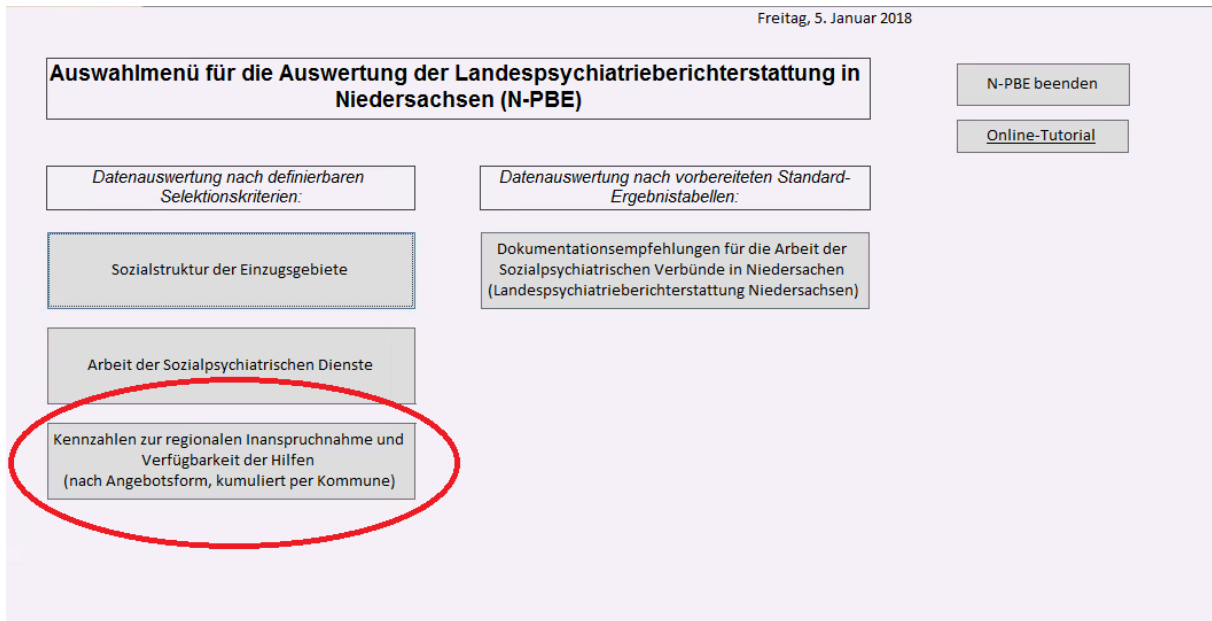 Freitag, 5. Januar 2018
Auswahlmenü für die Auswertung der Landespsychiatrieberichterstattung in
Niedersachsen (N-PBE)
N-PBE beenden
Online-Tutorial
Datenauswertung nach definierbaren
Selektionskriterien:
Datenauswertung nach vorbereiteten Standard-
Ergebnistabellen:
Sozialstruktur der Einzugsgebiete
Dokumentationsempfehlungen für die Arbeit der
Sozialpsychiatrischen Verbünde in Niedersachen
(Landespsychiatrieberichterstattung Niedersachsen)
Arbeit der Sozialpsychiatrischen Dienste
Kennzahlen zur regionalen Inanspruchnahme und
Verfügbarkeit der Hilfen
(nach Angebotsform, kumuliert per Kommune)